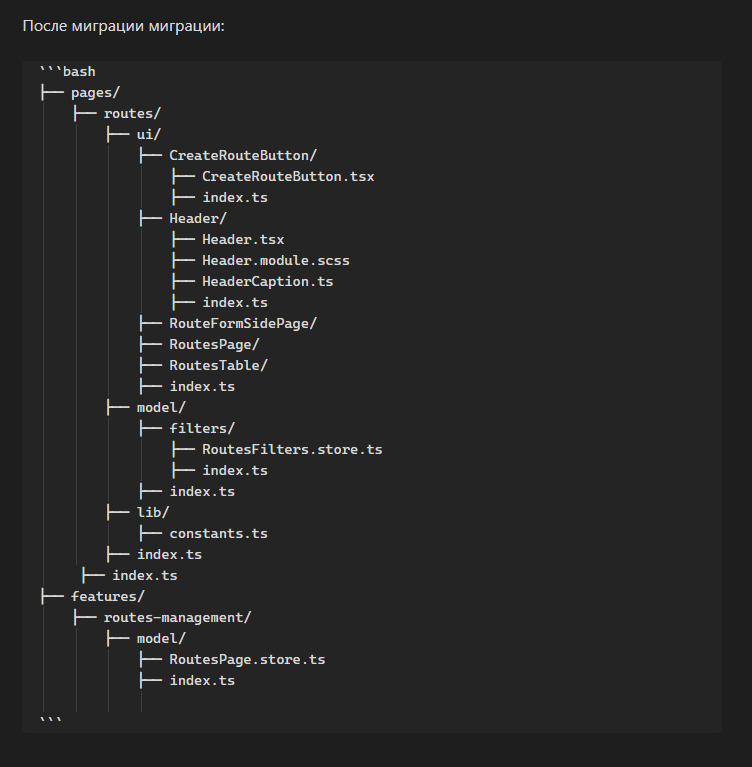 После миграции миграции:
```bash
├── pages/
    ├── routes/
        ├── ui/
            ├── CreateRouteButton/
                ├── CreateRouteButton.tsx
                ├── index.ts
            ├── Header/
                ├── Header.tsx
                ├── Header.module.scss
                ├── HeaderCaption.ts
                ├── index.ts
            ├── RouteFormSidePage/
            ├── RoutesPage/
            ├── RoutesTable/
            ├── index.ts
        ├── model/
            ├── filters/
                ├── RoutesFilters.store.ts
                ├── index.ts
            ├── index.ts
        ├── lib/
            ├── constants.ts
        ├── index.ts
     ├── index.ts
├── features/
    ├── routes-management/
        ├── model/
            ├── RoutesPage.store.ts
            ├── index.ts
```